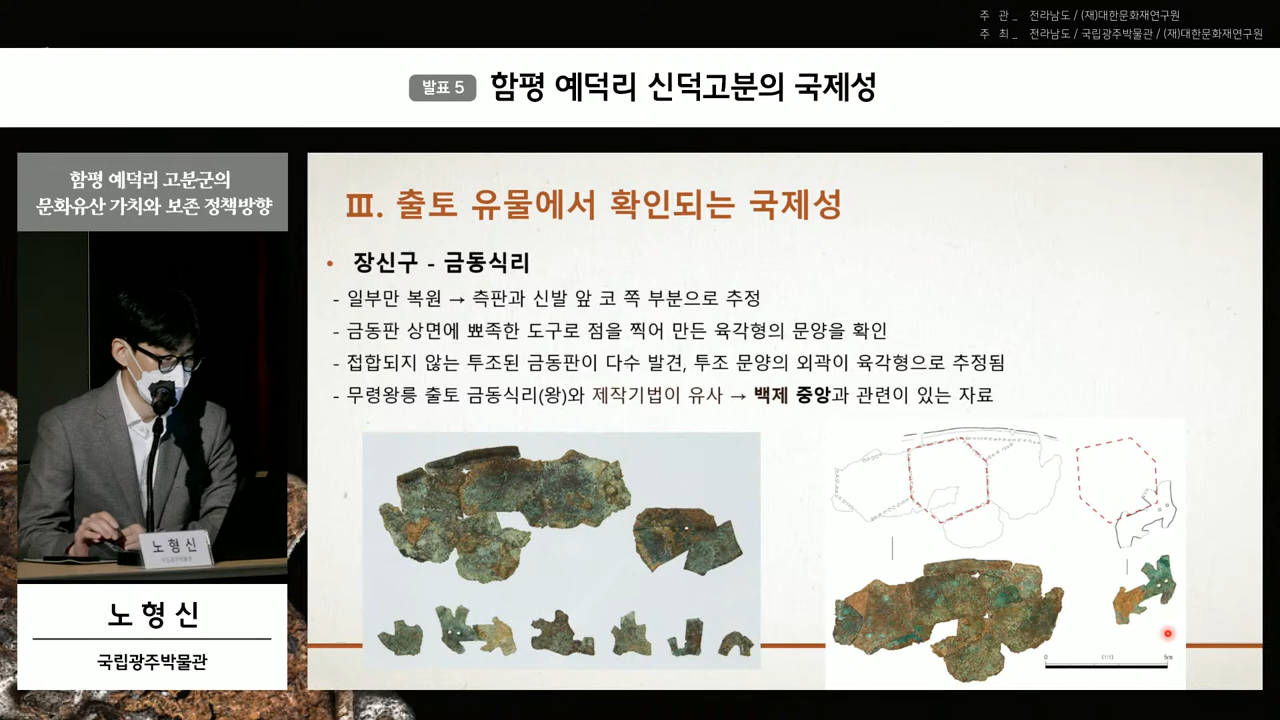 주 관 _ 전라남도 / (재)대한문화재연구원
주 최 _ 전라남도 / 국립광주박물관 / (재)대한문화재연구원
발표 5 함평 예덕리 신덕고분의 국제성
함평 예덕리 고분군의
문화유산 가치와 보존 정책방향
노형신
국립광주박물관
노 형 신
국립광주박물관
Ⅲ. 출토 유물에서 확인되는 국제성
• 장신구 - 금동식리
- 일부만 복원 → 측판과 신발 앞 코 쪽 부분으로 추정
- 금동판 상면에 뾰족한 도구로 점을 찍어 만든 육각형의 문양을 확인
- 접합되지 않는 투조된 금동판이 다수 발견, 투조 문양의 외곽이 육각형으로 추정됨
- 무령왕릉 출토 금동식리(왕)와 제작기법이 유사 → 백제 중앙과 관련이 있는 자료
0 (1:1) 5㎝